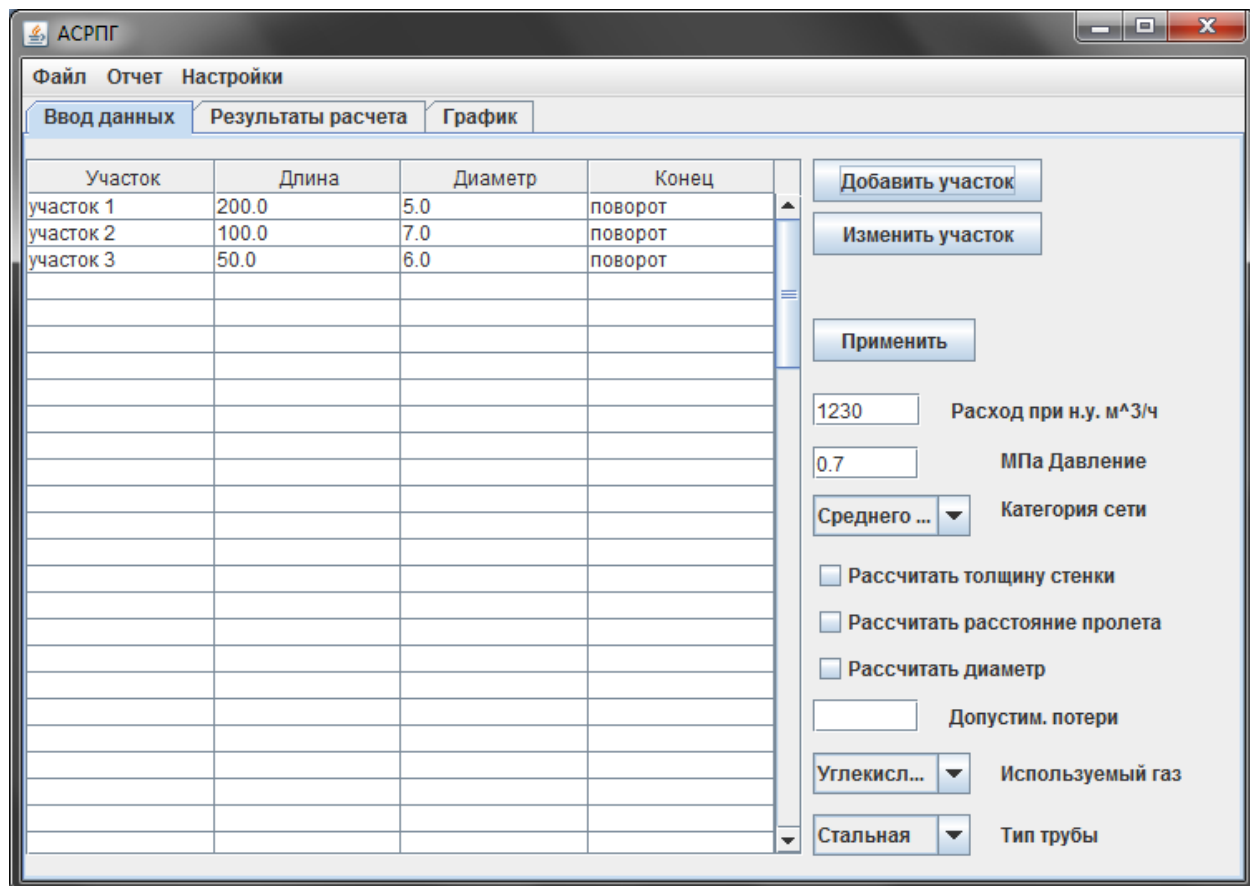 АСРПГ
Файл Отчет Настройки
Ввод данных Результаты расчета График
Участок Длина Диаметр Конец
участок 1 200.0 5.0 поворот
участок 2 100.0 7.0 поворот
участок 3 50.0 6.0 поворот
Добавить участок
Изменить участок
Применить
1230 Расход при н.у. м^3/ч
0.7 МПа Давление
Среднего ... Категория сети
Рассчитать толщину стенки
Рассчитать расстояние пролета
Рассчитать диаметр
Допустим. потери
Углекисл... Используемый газ
Стальная Тип трубы